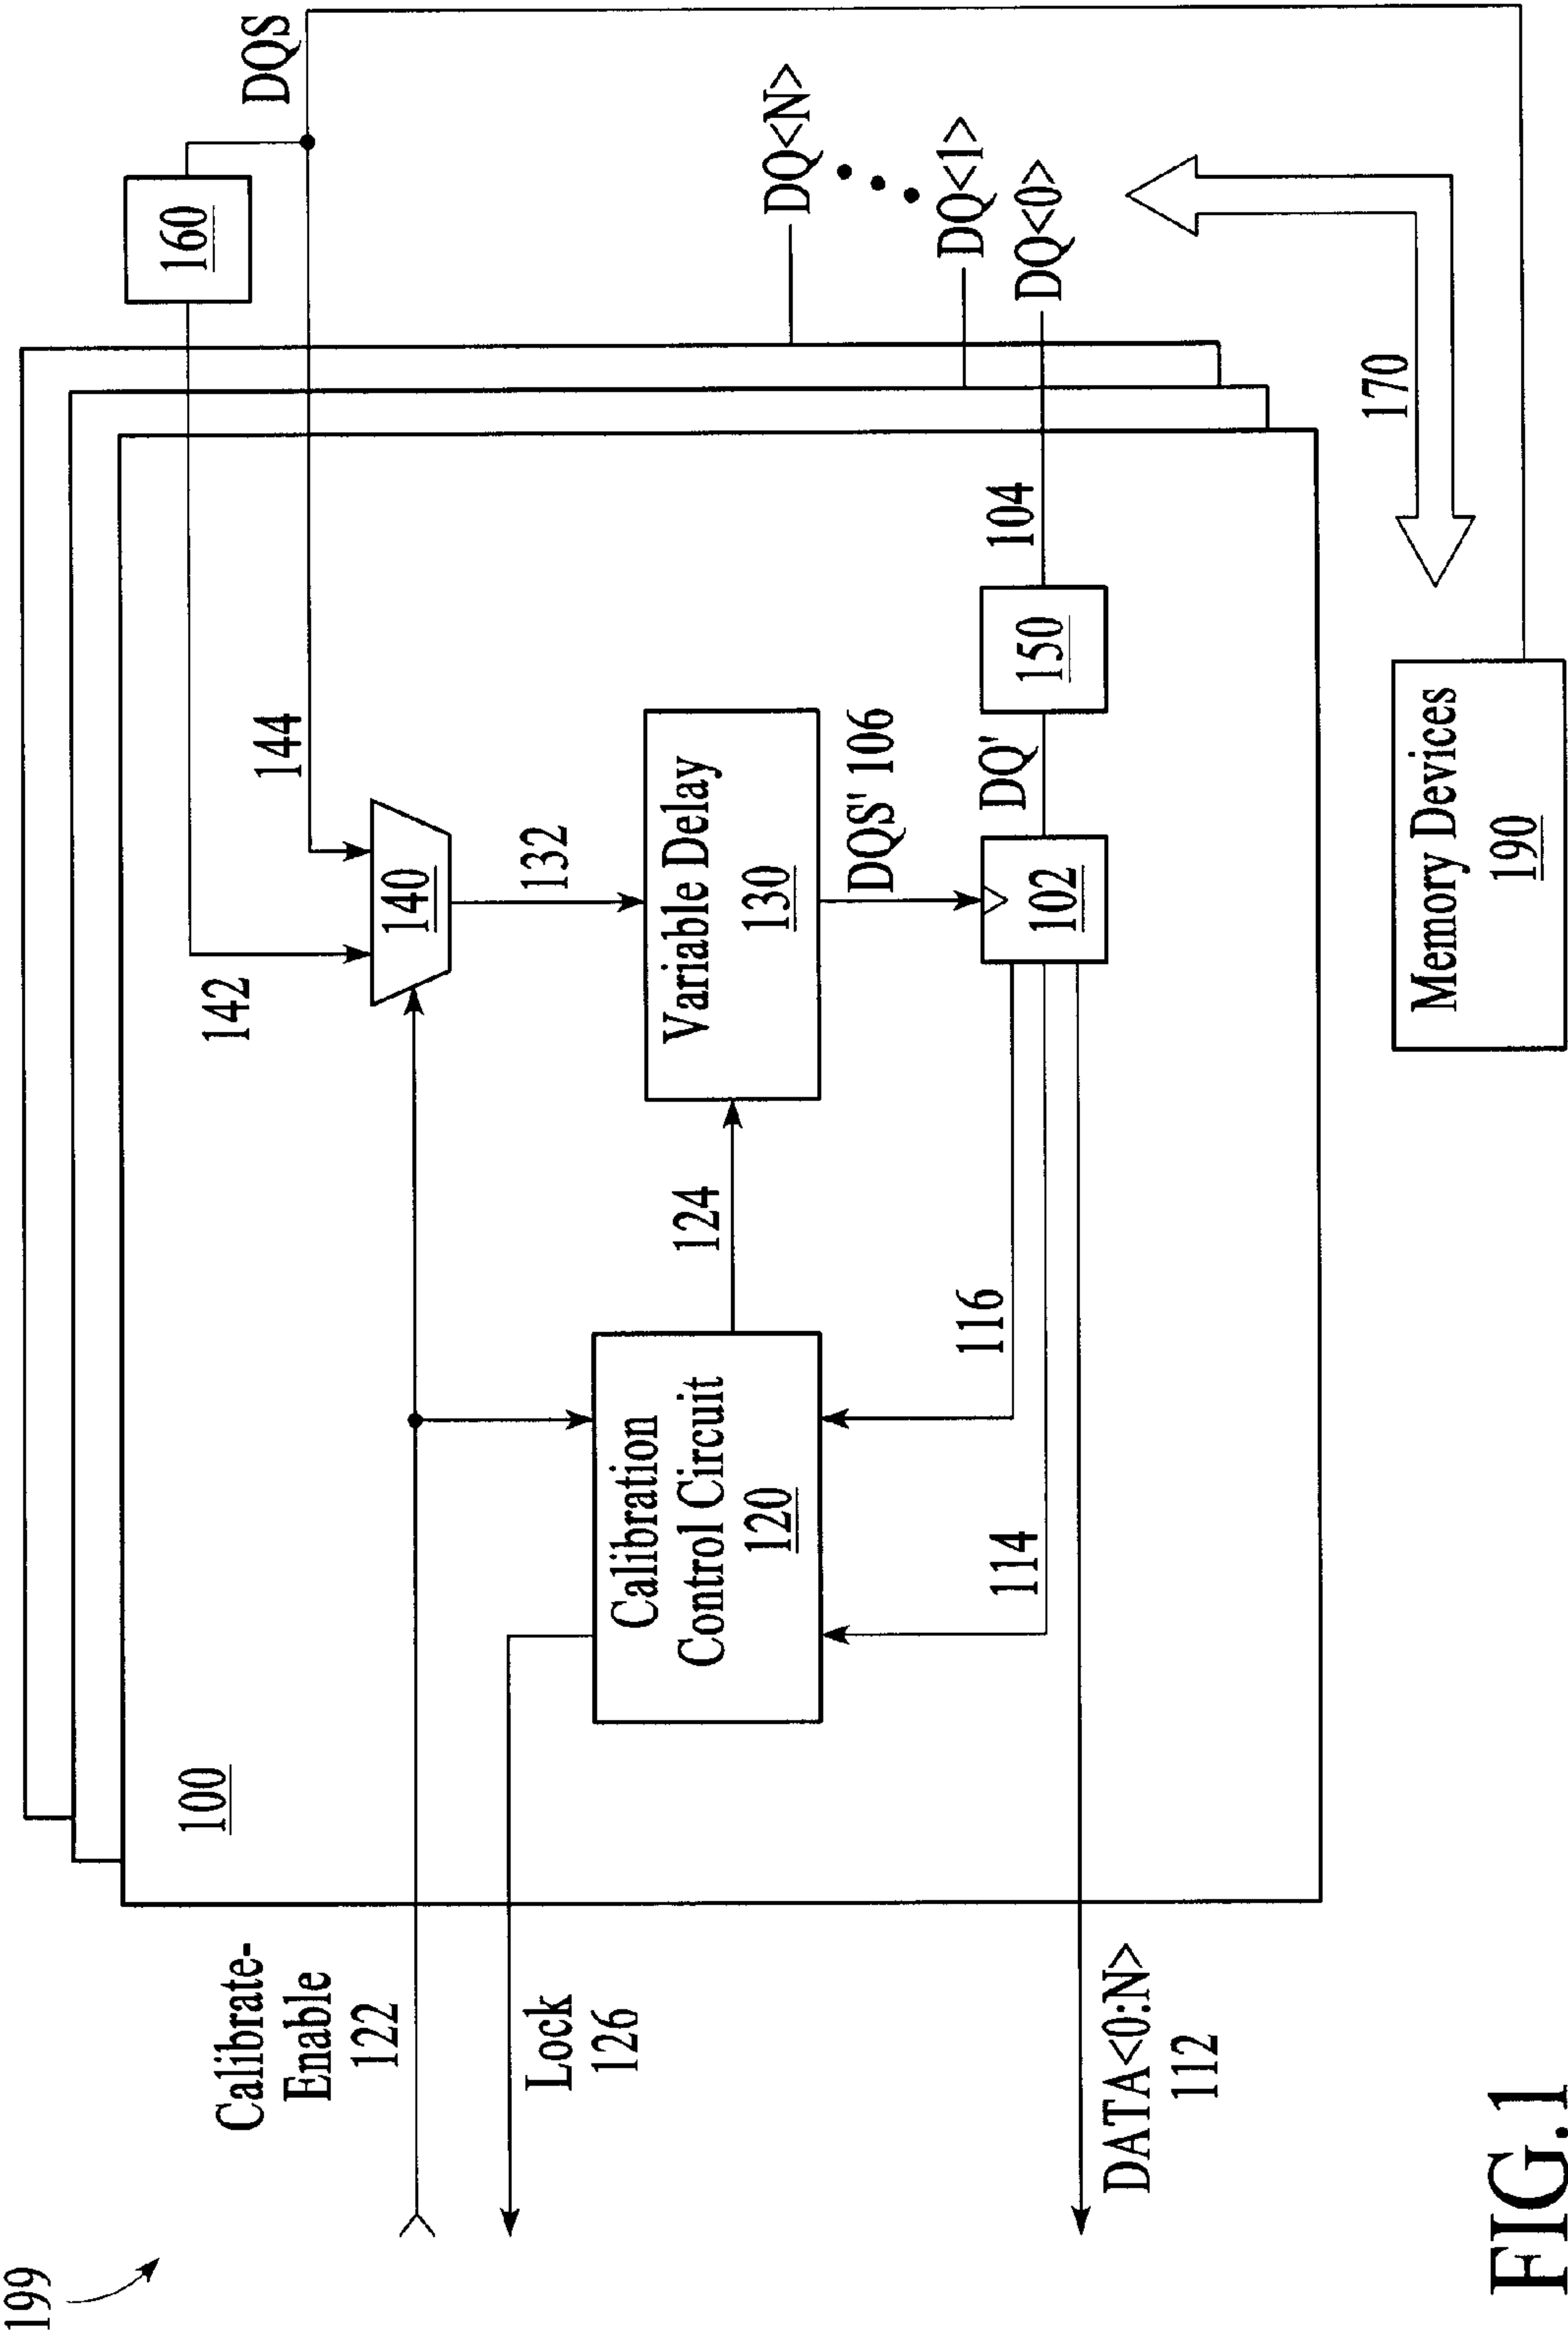 199
Calibrate-
Enable
122
Lock
126
DATA<0:N>
112
100
Calibration
Control Circuit
120
124
116
114
142
144
140
132
Variable Delay
130
DQS' 106
102
DQ'
150
104
160
DQS
DQ<N>
DQ<1>
DQ<0>
170
Memory Devices
190
FIG.1